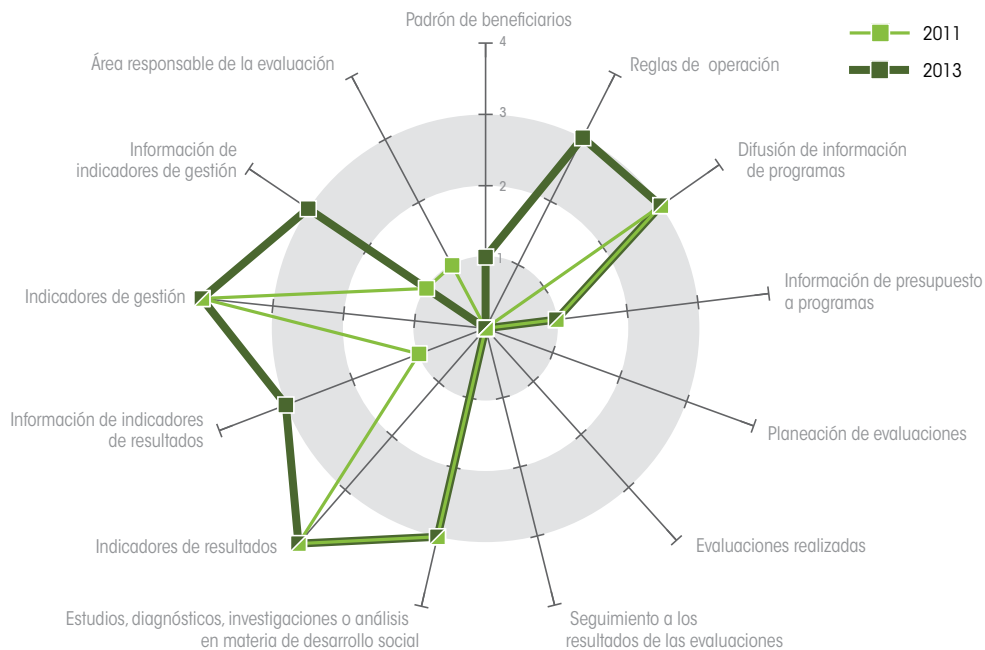 Padrón de beneficiarios
4
3
2
1
2011
2013
Reglas de operación
Difusión de información
de programas
Información de presupuesto
a programas
Planeación de evaluaciones
Evaluaciones realizadas
Seguimiento a los
resultados de las evaluaciones
Estudios, diagnósticos, investigaciones o análisis
en materia de desarrollo social
Indicadores de resultados
Información de indicadores
de resultados
Indicadores de gestión
Información de
indicadores de gestión
Área responsable de la evaluación